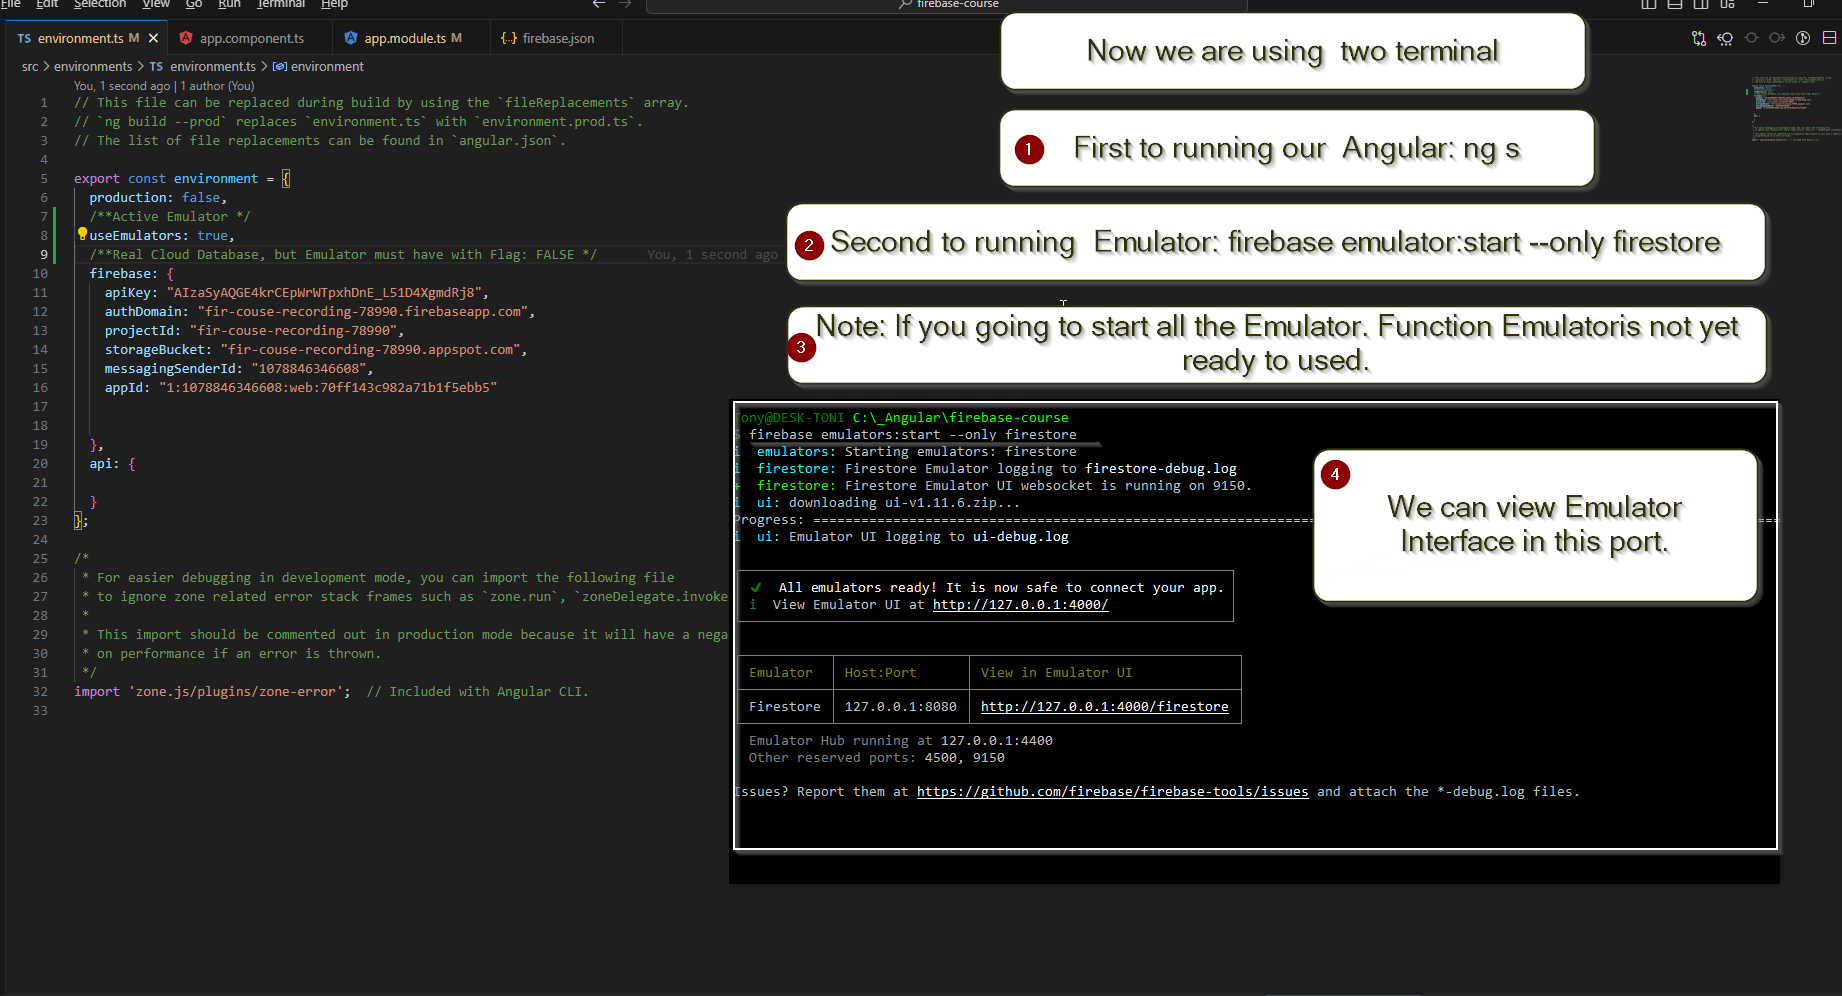 File Edit Selection View Go Run Terminal Help
firebase-course
TS environment.ts M
app.component.ts
app.module.ts M
{..} firebase.json
src > environments > TS environment.ts > environment
You, 1 second ago | 1 author (You)
1 // This file can be replaced during build by using the `fileReplacements` array.
2 // `ng build --prod` replaces `environment.ts` with `environment.prod.ts`.
3 // The list of file replacements can be found in `angular.json`.
4
5 export const environment = {
6 production: false,
7 /**Active Emulator */
8 useEmulators: true,
9 /**Real Cloud Database, but Emulator must have with Flag: FALSE */ You, 1 second ago
10 firebase: {
11 apiKey: "AIzaSyAQGE4krCEpWrWTpxhDnE_L51D4XgmdRj8",
12 authDomain: "fir-couse-recording-78990.firebaseapp.com",
13 projectId: "fir-couse-recording-78990",
14 storageBucket: "fir-couse-recording-78990.appspot.com",
15 messagingSenderId: "1078846346608",
16 appId: "1:1078846346608:web:70ff143c982a71b1f5ebb5"
17
18
19 },
20 api: {
21
22 }
23 };
24
25 /*
26 * For easier debugging in development mode, you can import the following file
27 * to ignore zone related error stack frames such as `zone.run`, `zoneDelegate.invoke
28 *
29 * This import should be commented out in production mode because it will have a nega
30 * on performance if an error is thrown.
31 */
32 import 'zone.js/plugins/zone-error';  // Included with Angular CLI.
33
Now we are using two terminal
1 First to running our Angular: ng s
2 Second to running Emulator: firebase emulator:start --only firestore
3 Note: If you going to start all the Emulator. Function Emulatoris not yet
ready to used.
Tony@DESK-TONI C:\_Angular\firebase-course
$ firebase emulators:start --only firestore
i emulators: Starting emulators: firestore
i firestore: Firestore Emulator logging to firestore-debug.log
+ firestore: Firestore Emulator UI websocket is running on 9150.
i ui: downloading ui-v1.11.6.zip...
Progress: ====
i ui: Emulator UI logging to ui-debug.log
4 We can view Emulator
Interface in this port.
✔ All emulators ready! It is now safe to connect your app.
i View Emulator UI at http://127.0.0.1:4000/
Emulator Host:Port View in Emulator UI
Firestore 127.0.0.1:8080 http://127.0.0.1:4000/firestore
Emulator Hub running at 127.0.0.1:4400
Other reserved ports: 4500, 9150
Issues? Report them at https://github.com/firebase/firebase-tools/issues and attach the *-debug.log files.